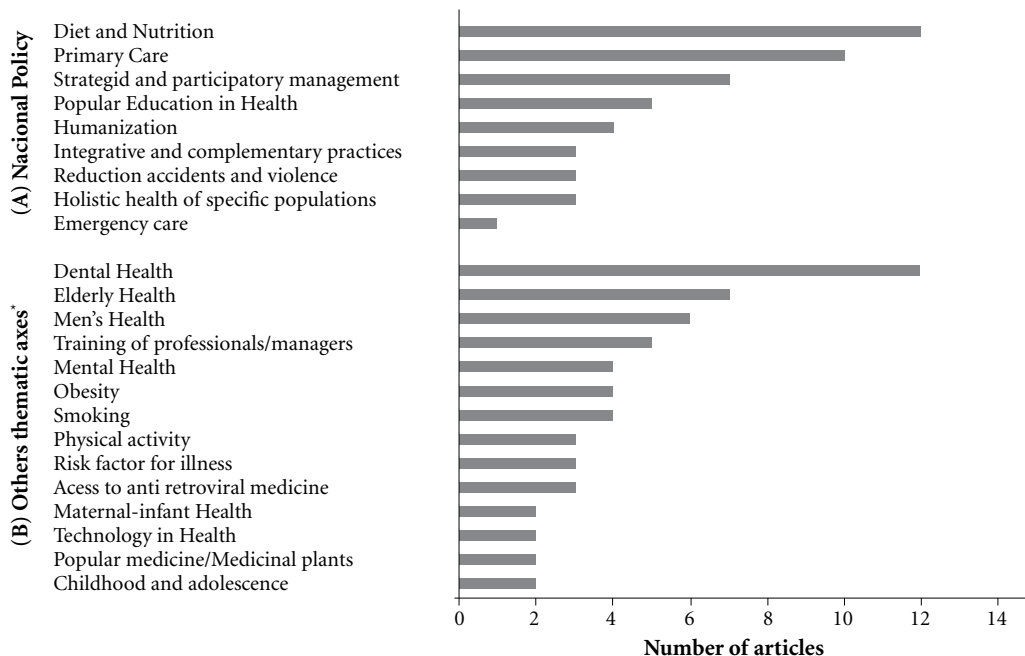 (A) Nacional Policy
Diet and Nutrition
Primary Care
Strategid and participatory management
Popular Education in Health
Humanization
Integrative and complementary practices
Reduction accidents and violence
Holistic health of specific populations
Emergency care
(B) Others thematic axes*
Dental Health
Elderly Health
Men's Health
Training of professionals/managers
Mental Health
Obesity
Smoking
Physical activity
Risk factor for illness
Acess to anti retroviral medicine
Maternal-infant Health
Technology in Health
Popular medicine/Medicinal plants
Childhood and adolescence
0 2 4 6 8 10 12 14
Number of articles